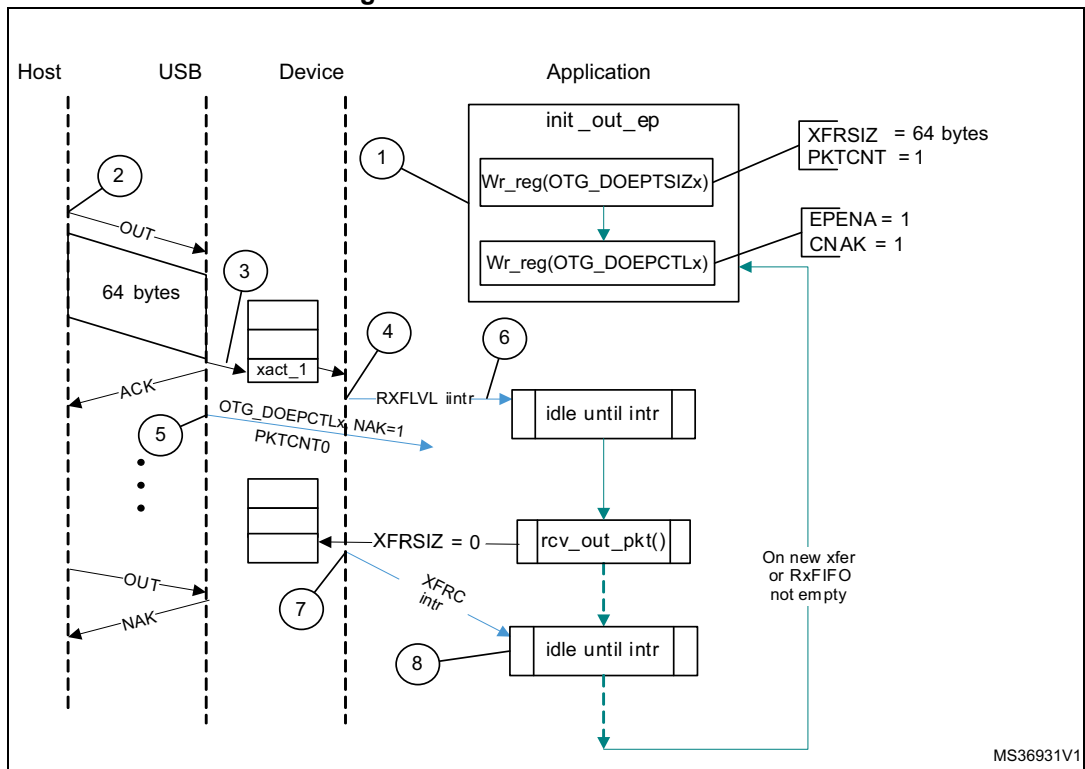 Host USB Device Application
init_out_ep
XFRSIZ = 64 bytes
PKTCNT = 1
1
Wr_reg(OTG_DOEPTSIZx)
2
OUT
EPENA = 1
CNAK = 1
Wr_reg(OTG_DOEPCTLx)
3
64 bytes
4
6
xact_1
ACK
RXFLVL iintr
idle until intr
OTG_DOEPCTLx, NAK=1
PKTCNT0
5
XFRSIZ = 0
rcv_out_pkt()
On new xfer
or RxFIFO
not empty
OUT
XFRC
intr
7
NAK
idle until intr
8
MS36931V1